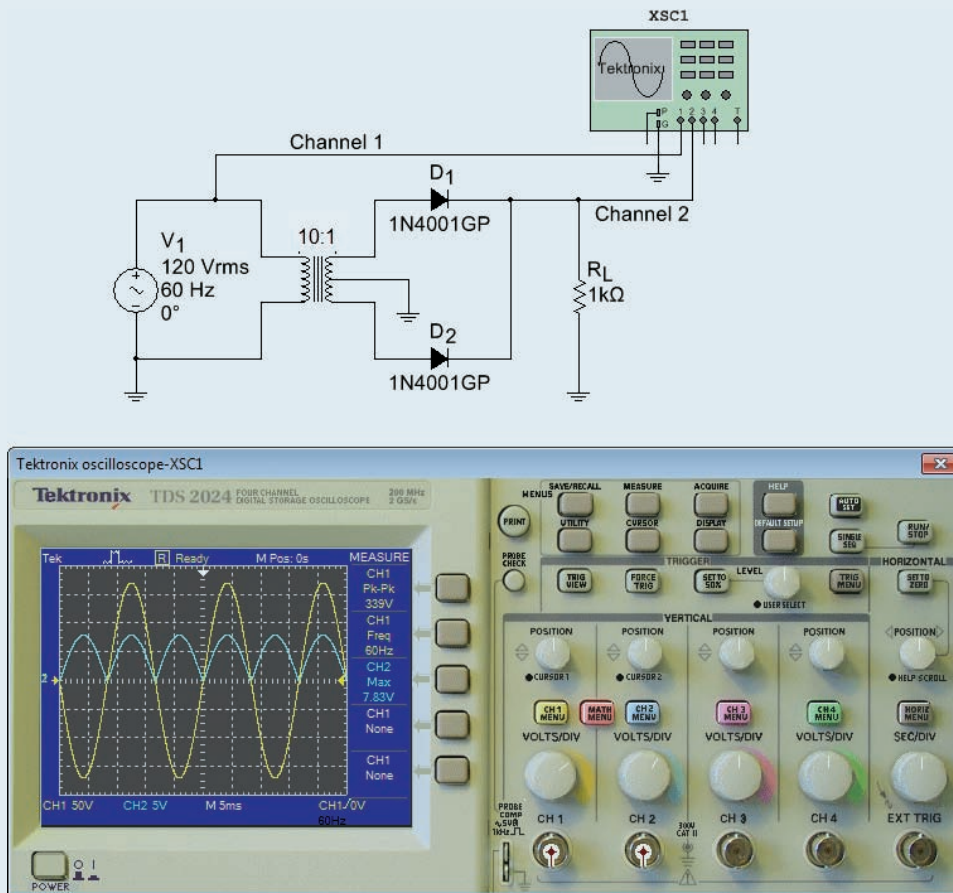 XSC1
Tektronix
P
G
1 2 3 4 T
Channel 1
D1
1N4001GP
Channel 2
V1
120 Vrms
60 Hz
0°
10:1
RL
1kΩ
D2
1N4001GP
Tektronix oscilloscope-XSC1
Tektronix TDS 2024 FOUR CHANNEL DIGITAL STORAGE OSCILLOSCOPE 200 MHz 2 GS/s
Tek R Ready M Pos: 0s MEASURE
CH1
Pk-Pk
339V
CH1
Freq
60Hz
CH2
Max
7.83V
CH1
None
CH1
None
2
CH1 50V CH2 5V M 5ms CH1/0V
60Hz
POWER
O I
MENUS
SAVE/RECALL MEASURE ACQUIRE
UTILITY CURSOR DISPLAY
HELP
DEFAULT SETUP
AUTO SET
SINGLE SEQ
RUN/STOP
PRINT
PROBE CHECK
TRIGGER
TRIG VIEW
FORCE TRIG
SET TO 50%
LEVEL
USER SELECT
TRIG MENU
HORIZONTAL
SET TO ZERO
VERTICAL
POSITION POSITION POSITION POSITION POSITION
CURSOR 1 CURSOR 2 HELP SCROLL
CH 1 MENU
MATH MENU
CH 2 MENU
CH 3 MENU
CH 4 MENU
HORIZ MENU
VOLTS/DIV VOLTS/DIV VOLTS/DIV VOLTS/DIV SEC/DIV
PROBE COMP
~5V
1kHz
CH 1 CH 2 CH 3 CH 4 EXT TRIG
300V
CAT II